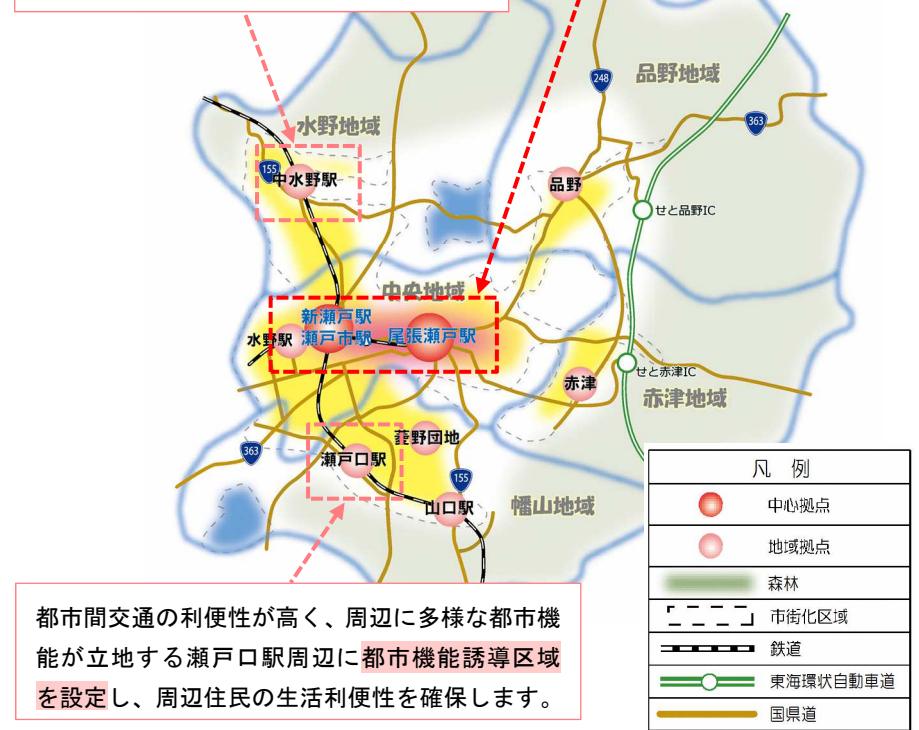 品野地域
248
363
水野地域
155
中水野駅
品野
せと品野IC
中央地域
新瀬戸駅
瀬戸市駅
尾張瀬戸駅
水野駅
せと赤津IC
赤津
赤津地域
菱野団地
363
瀬戸口駅
155
山口駅
幡山地域
凡 例
中心拠点
地域拠点
森林
市街化区域
鉄道
東海環状自動車道
国県道
都市間交通の利便性が高く、周辺に多様な都市機
能が立地する瀬戸口駅周辺に都市機能誘導区域
を設定し、周辺住民の生活利便性を確保します。